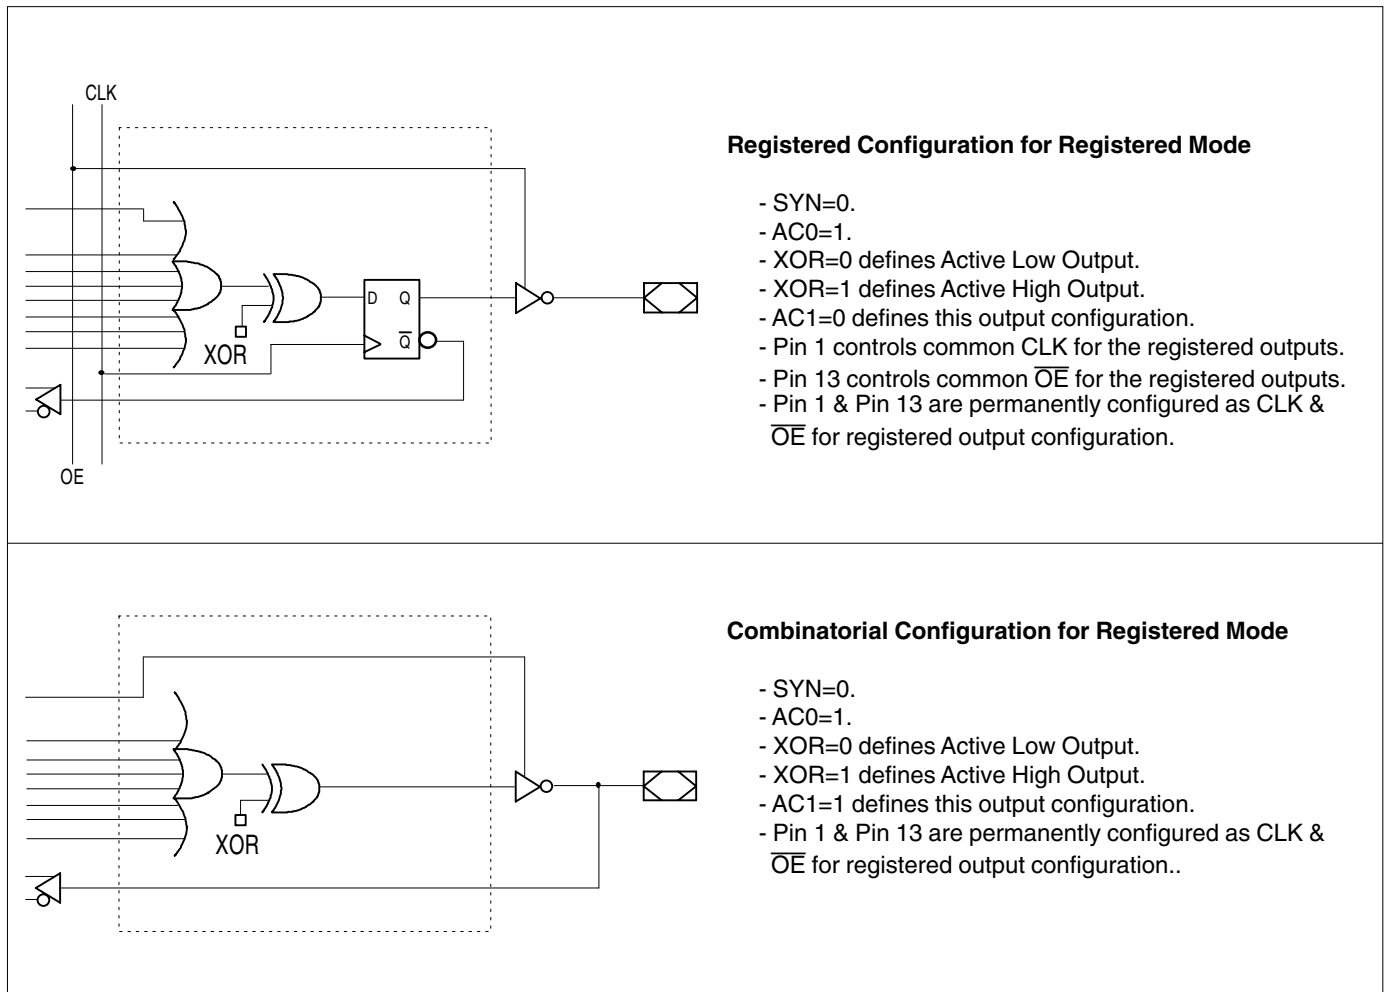 CLK
D Q
Q̅
XOR
OE
Registered Configuration for Registered Mode
- SYN=0.
- AC0=1.
- XOR=0 defines Active Low Output.
- XOR=1 defines Active High Output.
- AC1=0 defines this output configuration.
- Pin 1 controls common CLK for the registered outputs.
- Pin 13 controls common O̅E̅ for the registered outputs.
- Pin 1 & Pin 13 are permanently configured as CLK &
O̅E̅ for registered output configuration.
XOR
Combinatorial Configuration for Registered Mode
- SYN=0.
- AC0=1.
- XOR=0 defines Active Low Output.
- XOR=1 defines Active High Output.
- AC1=1 defines this output configuration.
- Pin 1 & Pin 13 are permanently configured as CLK &
O̅E̅ for registered output configuration..